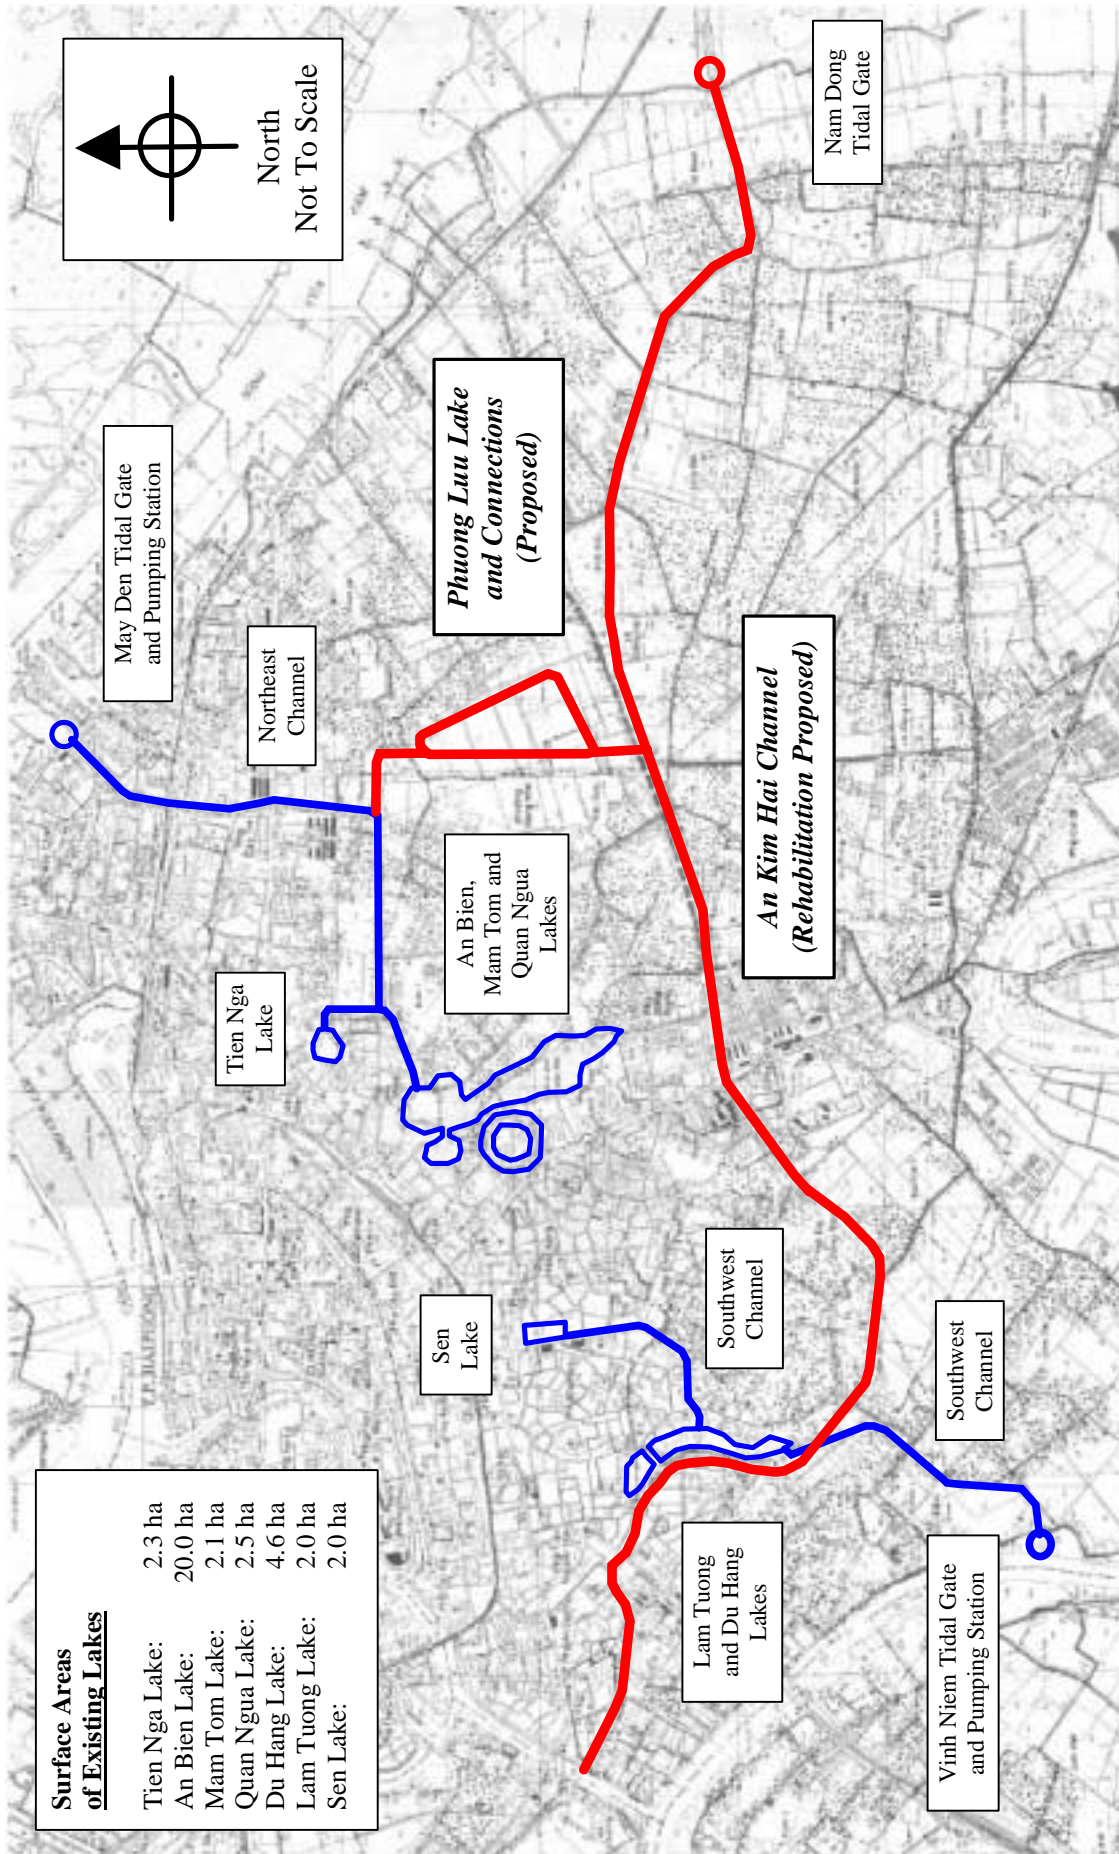 Surface Areas
of Existing Lakes
Tien Nga Lake: 2.3 ha
An Bien Lake: 20.0 ha
Mam Tom Lake: 2.1 ha
Quan Ngua Lake: 2.5 ha
Du Hang Lake: 4.6 ha
Lam Tuong Lake: 2.0 ha
Sen Lake: 2.0 ha
North
Not To Scale
May Den Tidal Gate
and Pumping Station
Northeast
Channel
Tien Nga
Lake
Phuong Luu Lake
and Connections
(Proposed)
An Bien,
Mam Tom and
Quan Ngua
Lakes
Sen
Lake
Nam Dong
Tidal Gate
An Kim Hai Channel
(Rehabilitation Proposed)
Southwest
Channel
Lam Tuong
and Du Hang
Lakes
Southwest
Channel
Vinh Niem Tidal Gate
and Pumping Station